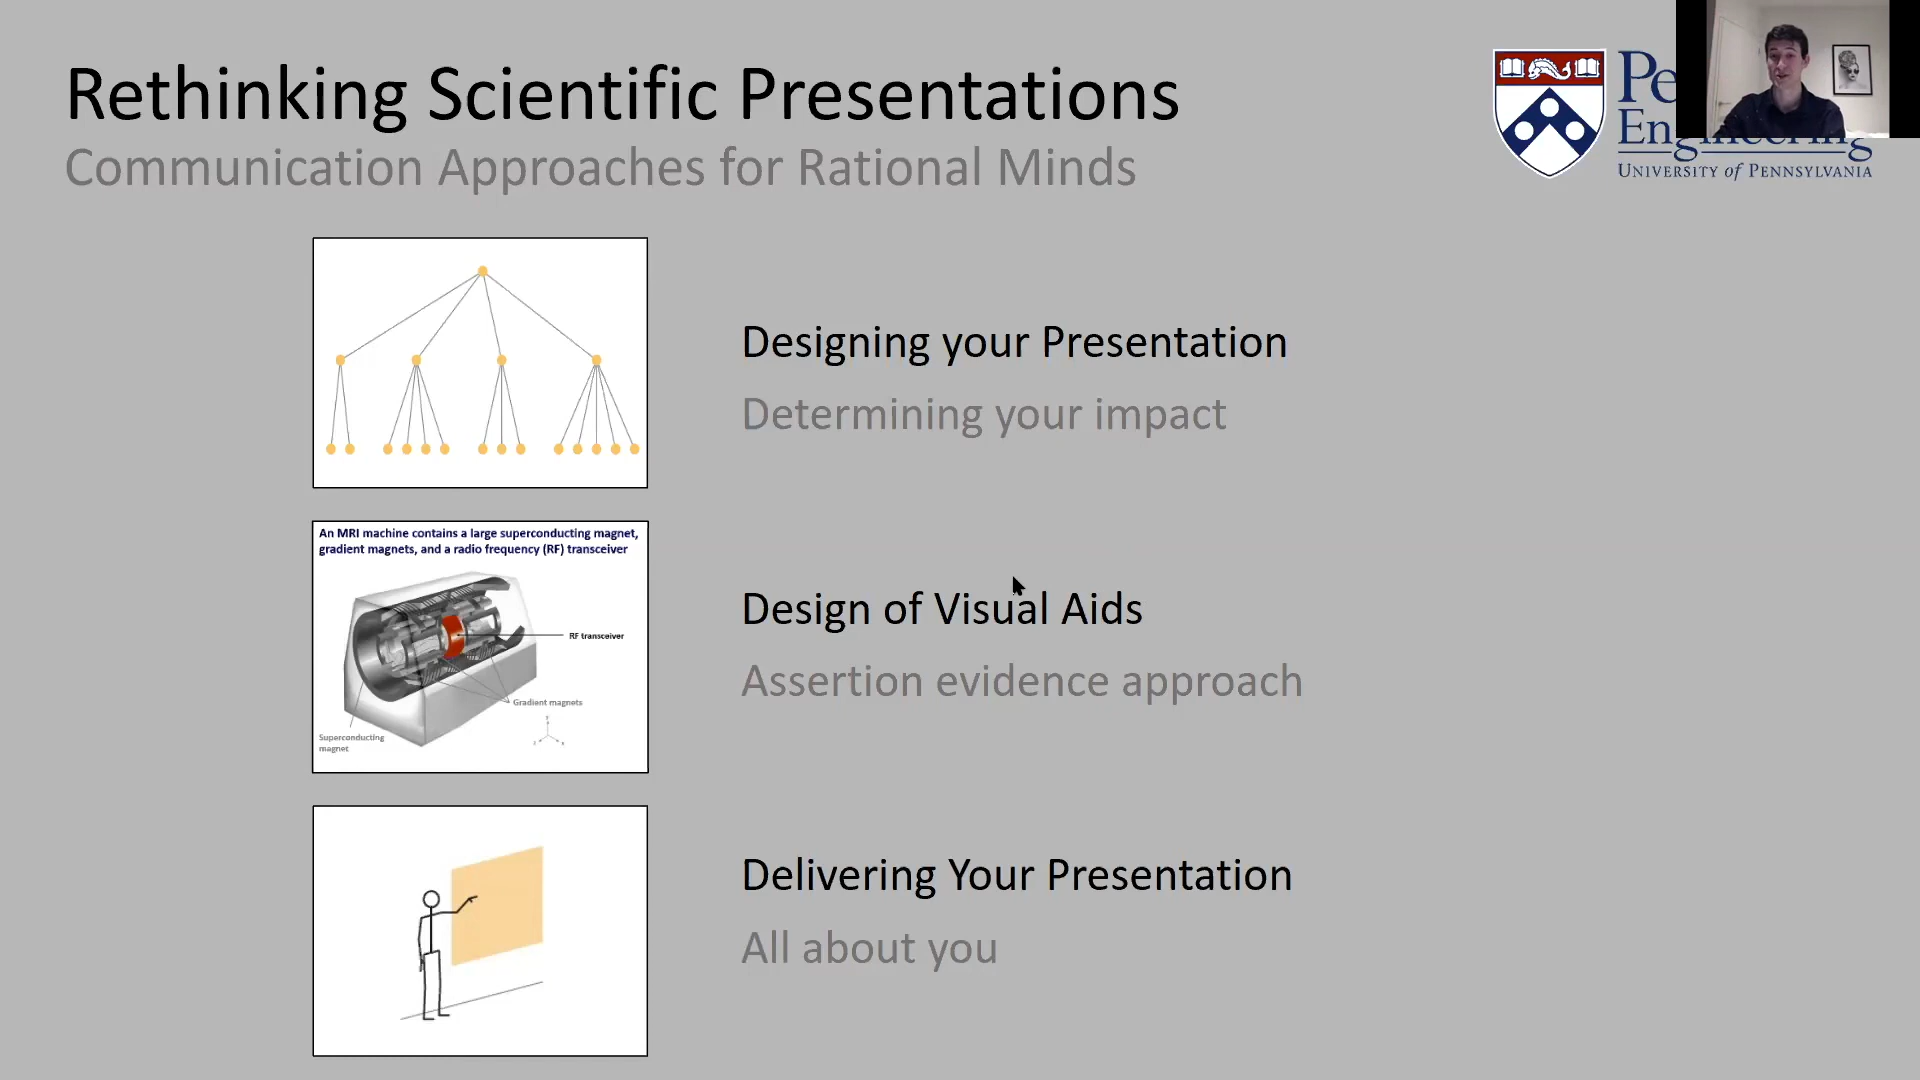 Rethinking Scientific Presentations
Communication Approaches for Rational Minds
UNIVERSITY of PENNSYLVANIA
Designing your Presentation
Determining your impact
An MRI machine contains a large superconducting magnet,
gradient magnets, and a radio frequency (RF) transceiver
RF transceiver
Gradient magnets
Superconducting
magnet
Design of Visual Aids
Assertion evidence approach
Delivering Your Presentation
All about you